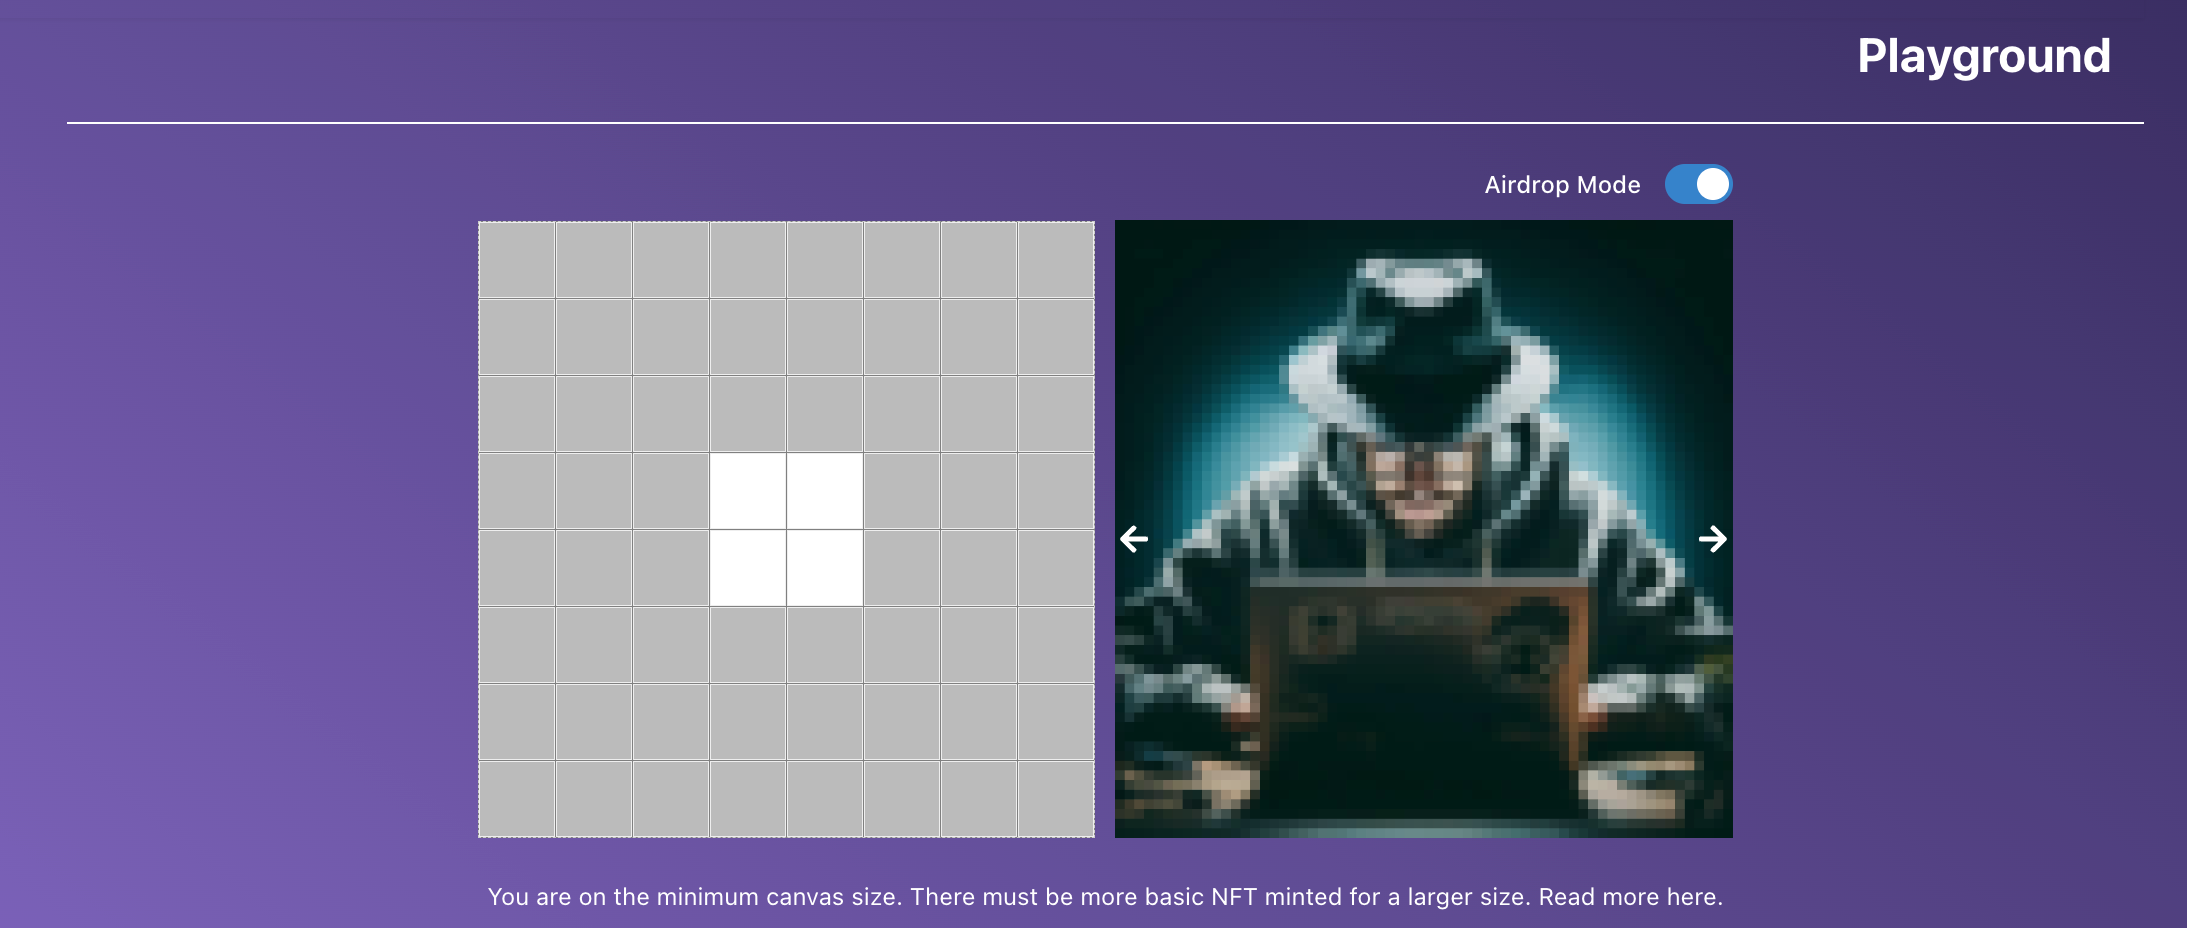 Playground
Airdrop Mode
You are on the minimum canvas size. There must be more basic NFT minted for a larger size. Read more here.